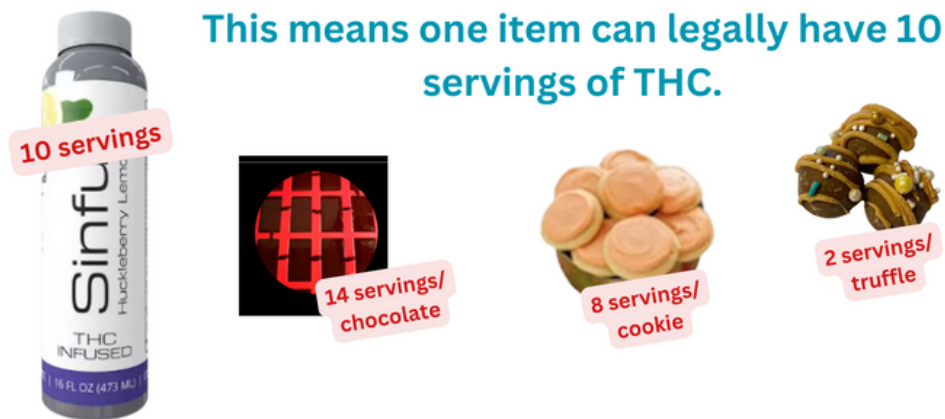 This means one item can legally have 10
servings of THC.
10 servings
Sinfu
Huckleberry Lemo
THC
INFUSED
16 FL OZ (473 ML)
14 servings/
chocolate
8 servings/
cookie
2 servings/
truffle